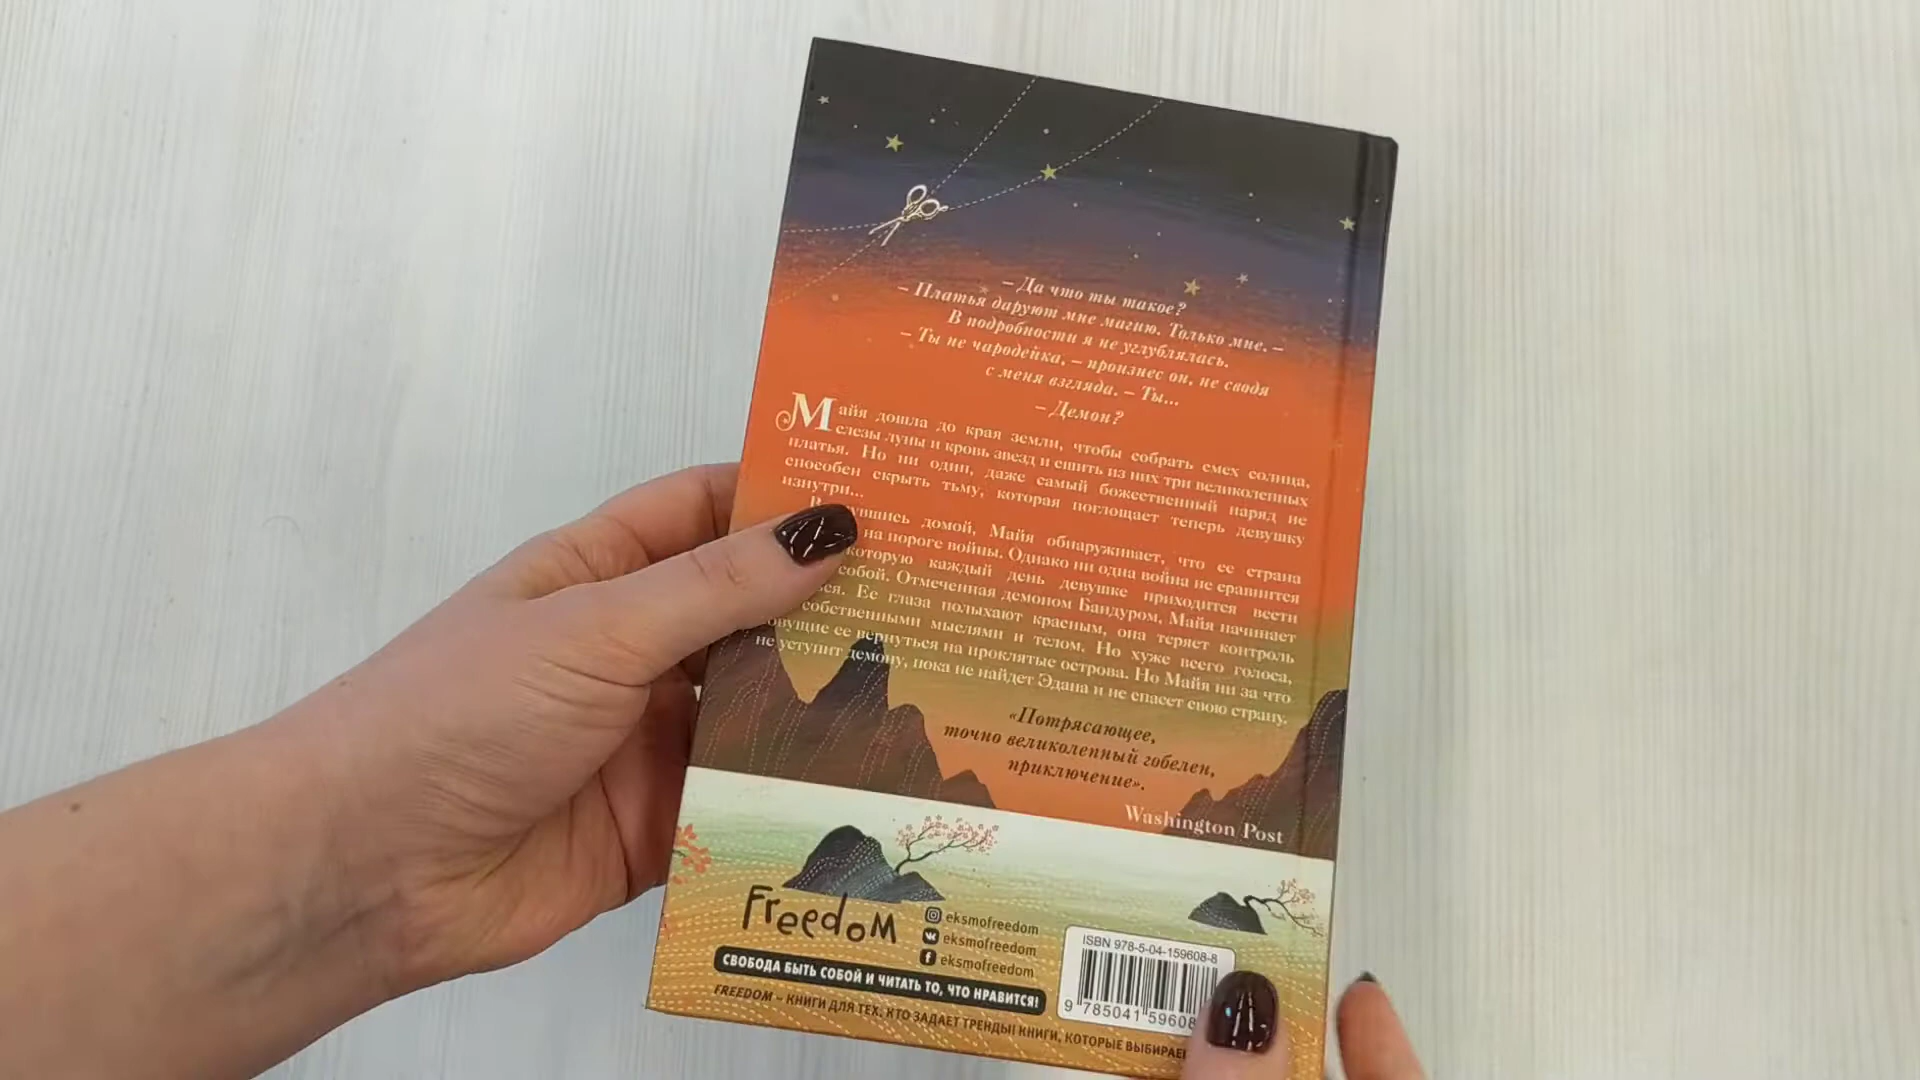 – Да что ты такое?
– Платья даруют мне магию. Только мне. –
В подробности я не углублялась.
– Ты не чародейка, – произнес он, не сводя
с меня взгляда. – Ты...
– Демон?
Майя дошла до края земли, чтобы собрать смех солнца,
слезы луны и кровь звезд и сшить из них три великолепных
платья. Но ни один, даже самый божественный наряд не
способен скрыть тьму, которая поглощает теперь девушку
изнутри...
домой, Майя обнаруживает, что ее страна
на пороге войны. Однако ни одна война не сравнится
которую каждый день девушке приходится вести
собой. Отмеченная демоном Бандуром, Майя начинает
Ее глаза полыхают красным, она теряет контроль
собственными мыслями и телом. Но хуже всего голоса,
ее вернуться на проклятые острова. Но Майя ни за что
не уступит демону, пока не найдет Эдана и не спасет свою страну.
«Потрясающее,
точно великолепный гобелен,
приключение».
Washington Post
FreedoM
eksmofreedom
eksmofreedom
eksmofreedom
СВОБОДА БЫТЬ СОБОЙ И ЧИТАТЬ ТО, ЧТО НРАВИТСЯ!
FREEDOM – КНИГИ ДЛЯ ТЕХ, КТО ЗАДАЕТ ТРЕНДЫ! КНИГИ, КОТОРЫЕ
ISBN 978-5-04-159608-8
9 785041 59608